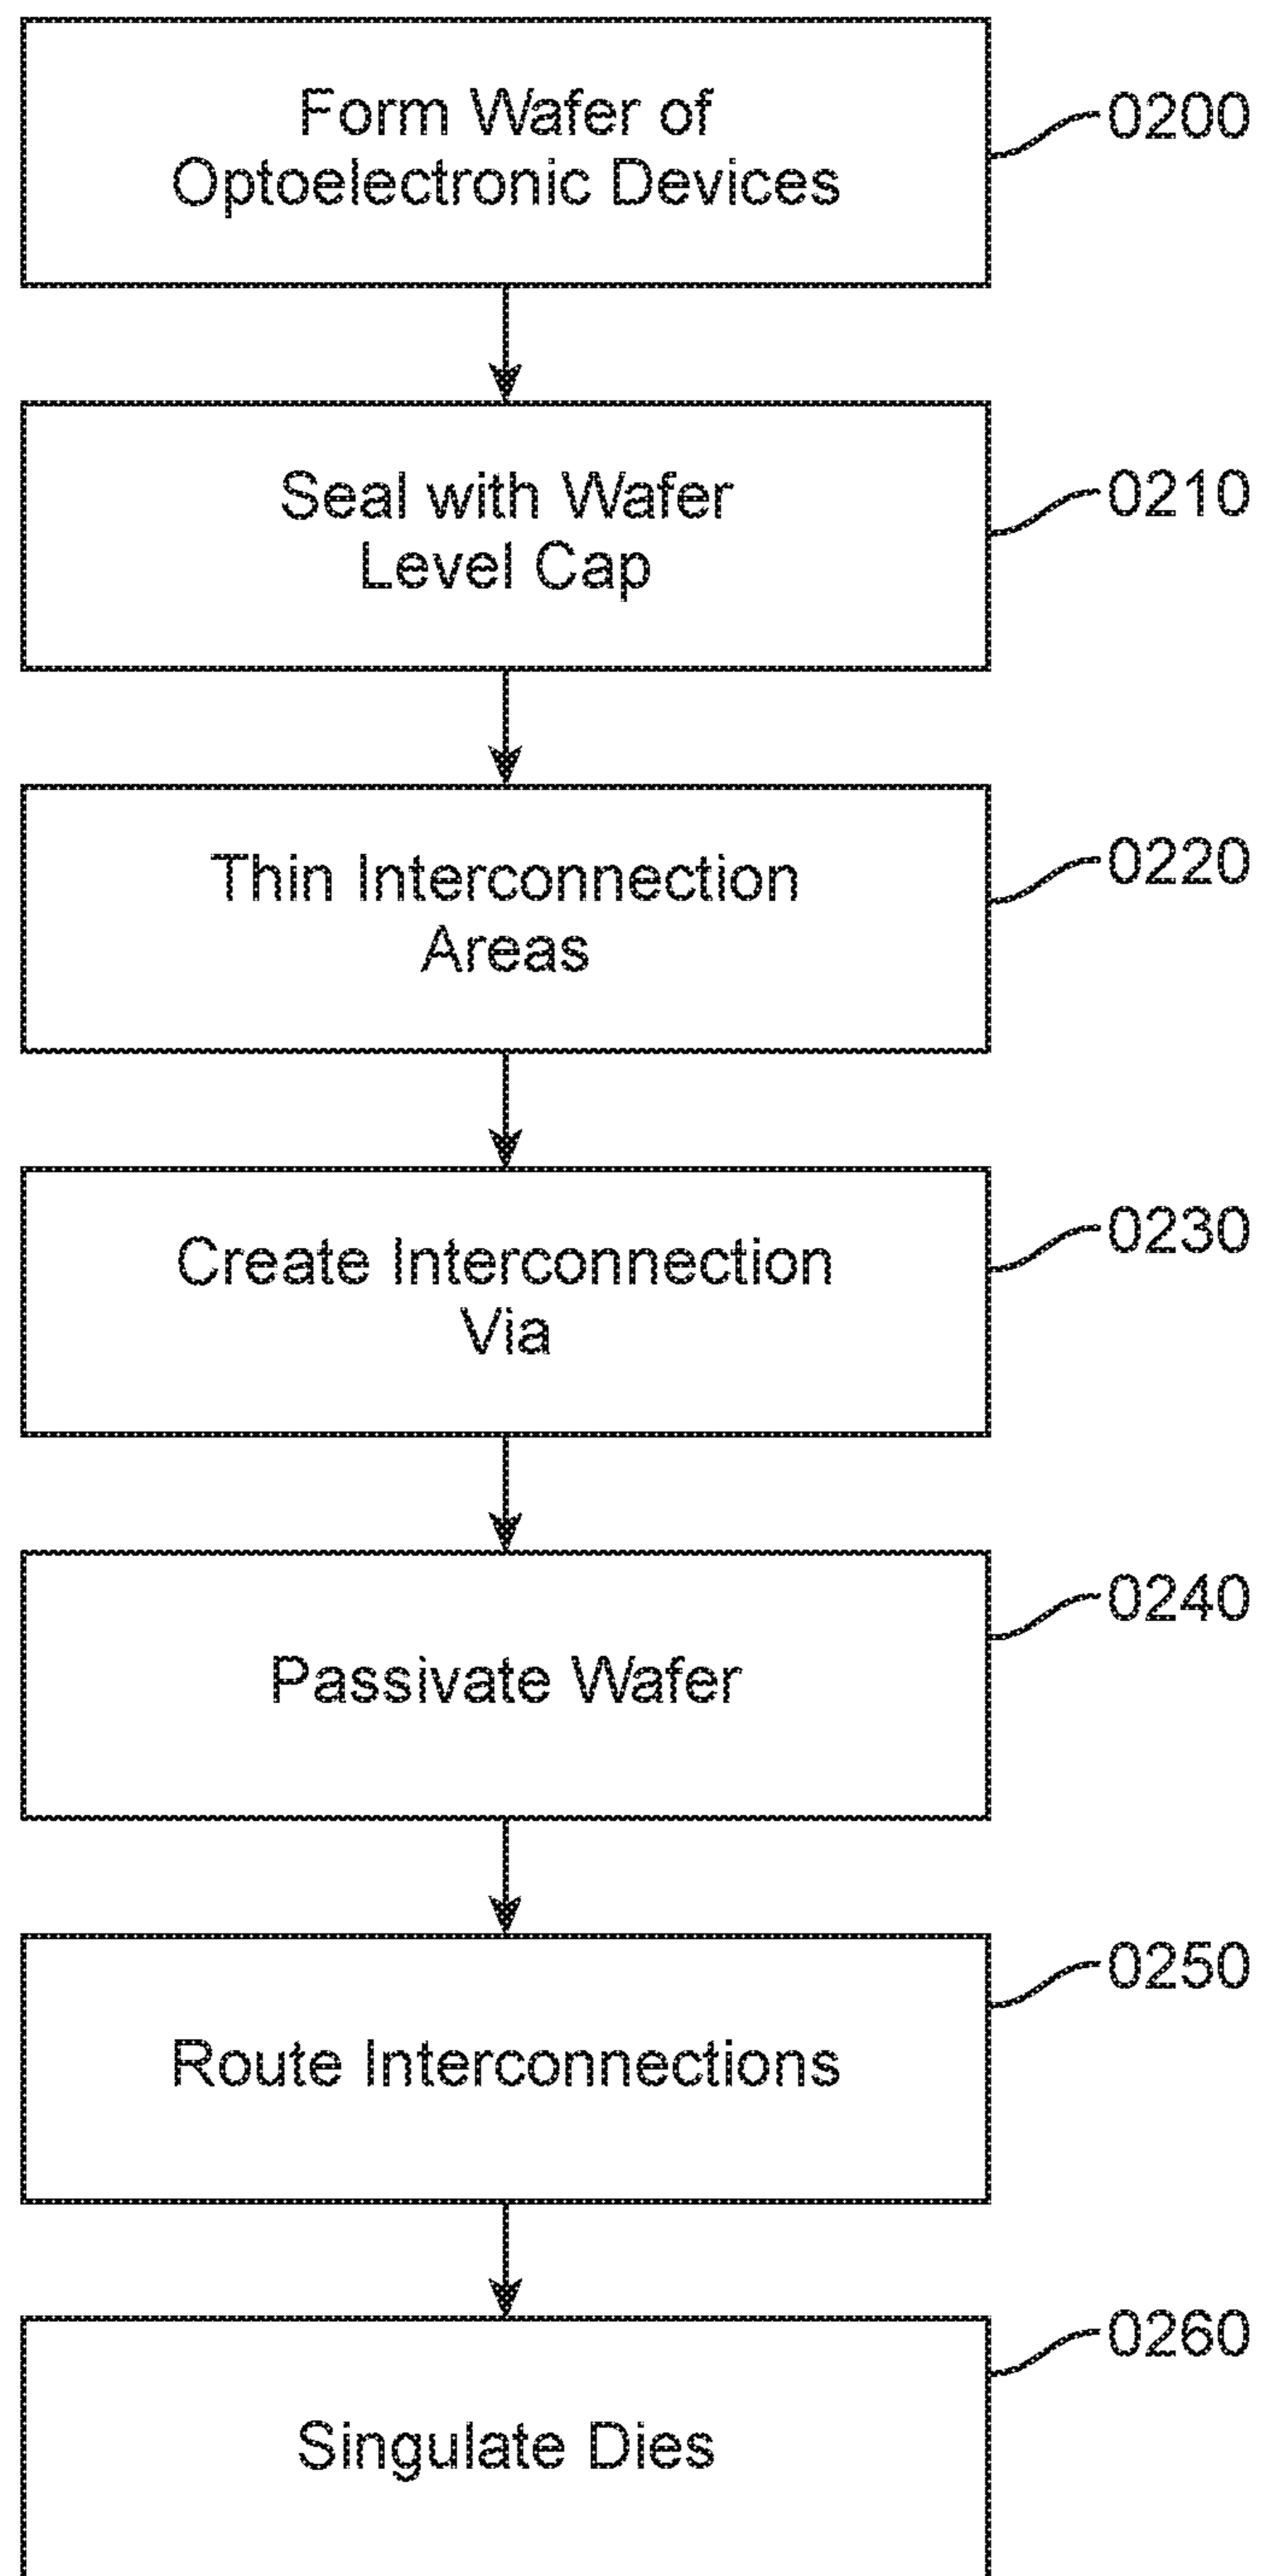 Form Wafer of
Optoelectronic Devices
0200
Seal with Wafer
Level Cap
0210
Thin Interconnection
Areas
0220
Create Interconnection
Via
0230
Passivate Wafer
0240
Route Interconnections
0250
Singulate Dies
0260